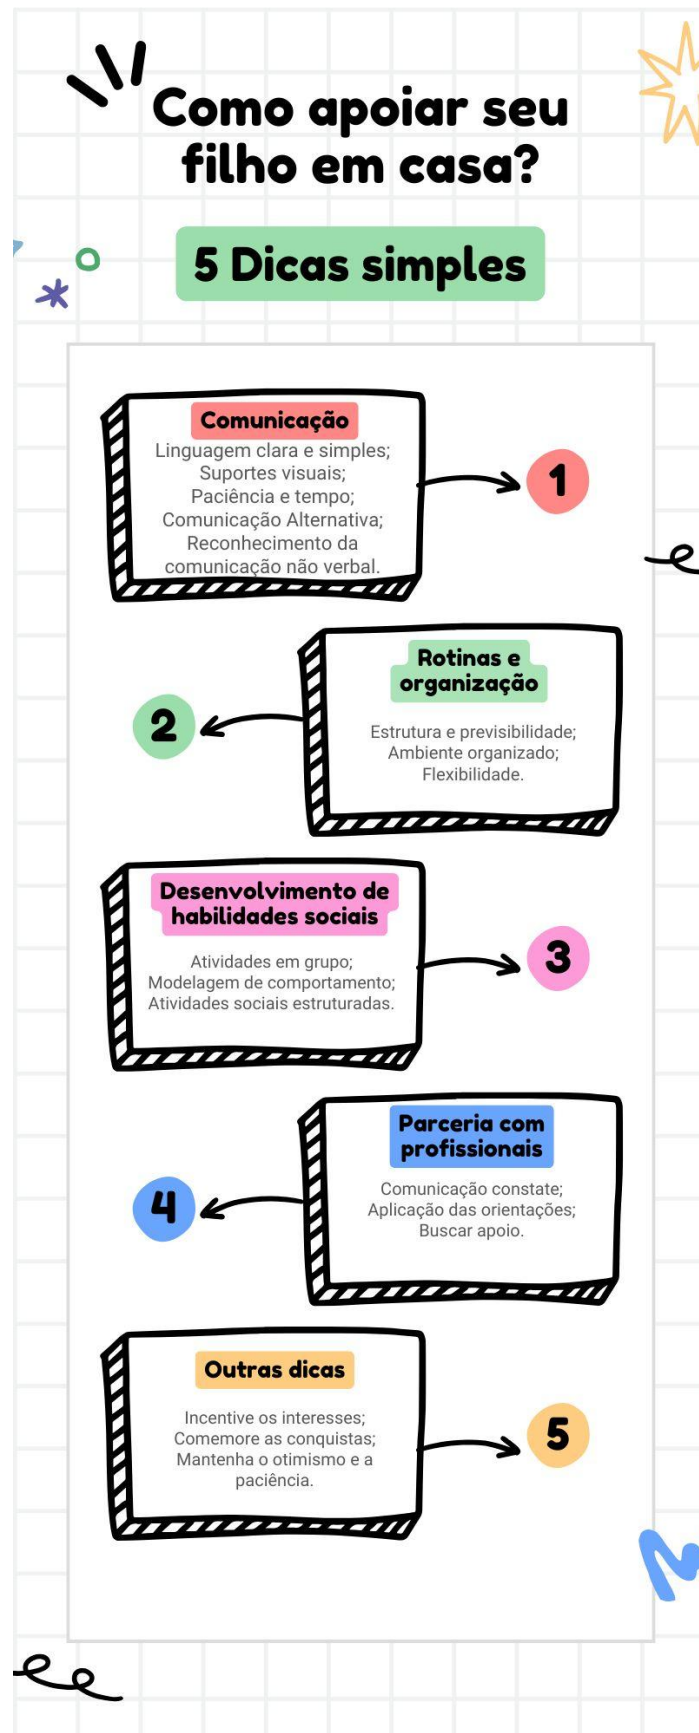 Como apoiar seu
filho em casa?
5 Dicas simples
Comunicação
Linguagem clara e simples;
Suportes visuais;
Paciência e tempo;
Comunicação Alternativa;
Reconhecimento da
comunicação não verbal.
1
Rotinas e
organização
Estrutura e previsibilidade;
Ambiente organizado;
Flexibilidade.
2
Desenvolvimento de
habilidades sociais
Atividades em grupo;
Modelagem de comportamento;
Atividades sociais estruturadas.
3
Parceria com
profissionais
Comunicação constate;
Aplicação das orientações;
Buscar apoio.
4
Outras dicas
Incentive os interesses;
Comemore as conquistas;
Mantenha o otimismo e a
paciência.
5